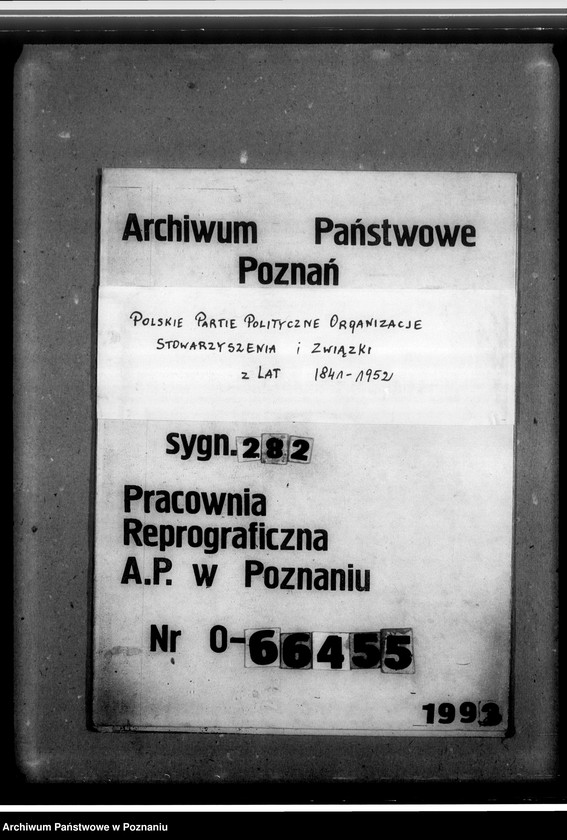 Archiwum Państwowe
Poznań
Polskie Partie Polityczne Organizacje
Stowarzyszenia i Związki
z lat 1841-1952
sygn. 282
Pracownia
Reprograficzna
A.P. w Poznaniu
Nr O-66455
1993
Archiwum Państwowe w Poznaniu